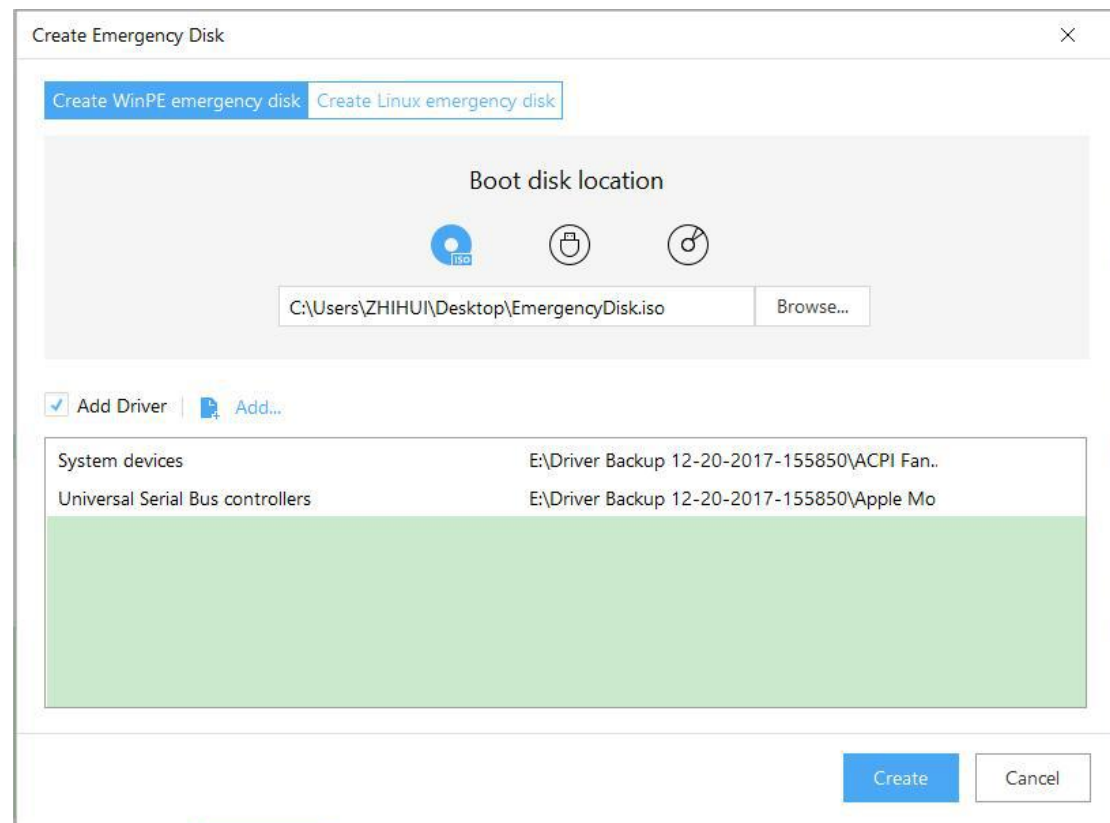 Create Emergency Disk
Create WinPE emergency disk Create Linux emergency disk
Boot disk location
ISO
C:\Users\ZHIHUI\Desktop\EmergencyDisk.iso Browse...
Add Driver Add...
System devices E:\Driver Backup 12-20-2017-155850\ACPI Fan..
Universal Serial Bus controllers E:\Driver Backup 12-20-2017-155850\Apple Mo
Create Cancel